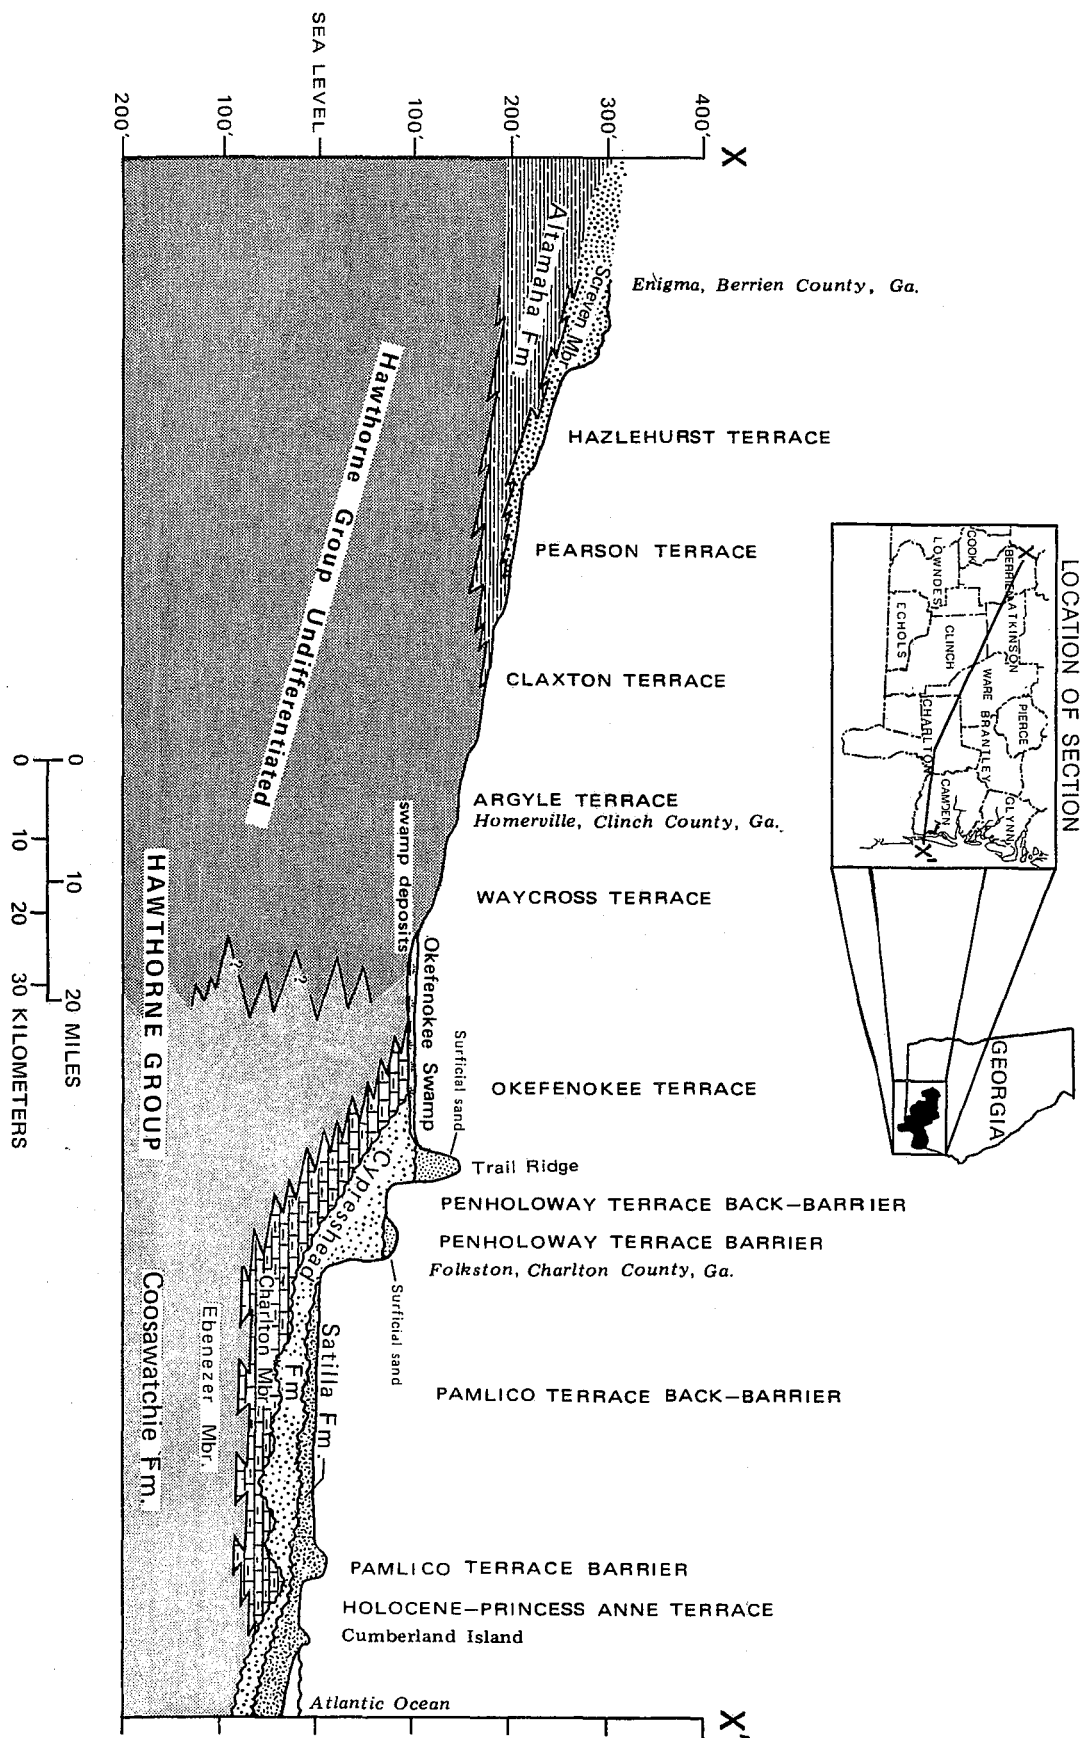 LOCATION OF SECTION
GEORGIA
X
BERRIEN
ATKINSON
COOK
LOWNDES
ECHOLS
CLINCH
WARE
PIERCE
BRANTLEY
CHARLTON
CAMDEN
GLYNN
X'
X
X'
400'
300'
200'
100'
SEA LEVEL
100'
200'
Enigma, Berrien County, Ga.
HAZLEHURST TERRACE
PEARSON TERRACE
CLAXTON TERRACE
ARGYLE TERRACE
Homerville, Clinch County, Ga.
WAYCROSS TERRACE
OKEFENOKEE TERRACE
Trail Ridge
PENHOLOWAY TERRACE BACK—BARRIER
PENHOLOWAY TERRACE BARRIER
Folkston, Charlton County, Ga.
PAMLICO TERRACE BACK—BARRIER
PAMLICO TERRACE BARRIER
HOLOCENE—PRINCESS ANNE TERRACE
Cumberland Island
Atlantic Ocean
Screven Mbr
Altamaha Fm
Hawthorne Group Undifferentiated
swamp deposits
Okefenokee Swamp
Surficial sand
Surficial sand
Cypresshead Fm
Satilla Fm.
Charlton Mbr.
?
?
HAWTHORNE GROUP
Ebenezer Mbr.
Coosawatchie Fm.
0 10 20 MILES
0 10 20 30 KILOMETERS